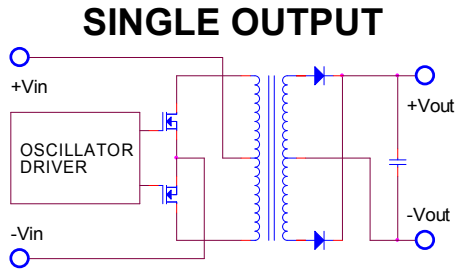 SINGLE OUTPUT
+Vin
+Vout
OSCILLATOR
DRIVER
-Vin
-Vout